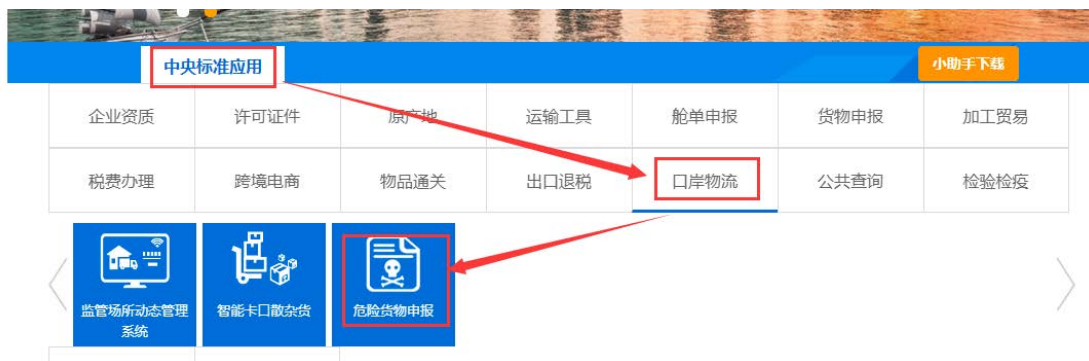 中央标准应用
小助手下载
企业资质
许可证件
原产地
运输工具
舱单申报
货物申报
加工贸易
税费办理
跨境电商
物品通关
出口退税
口岸物流
公共查询
检验检疫
监管场所动态管理
系统
智能卡口散杂货
危险货物申报